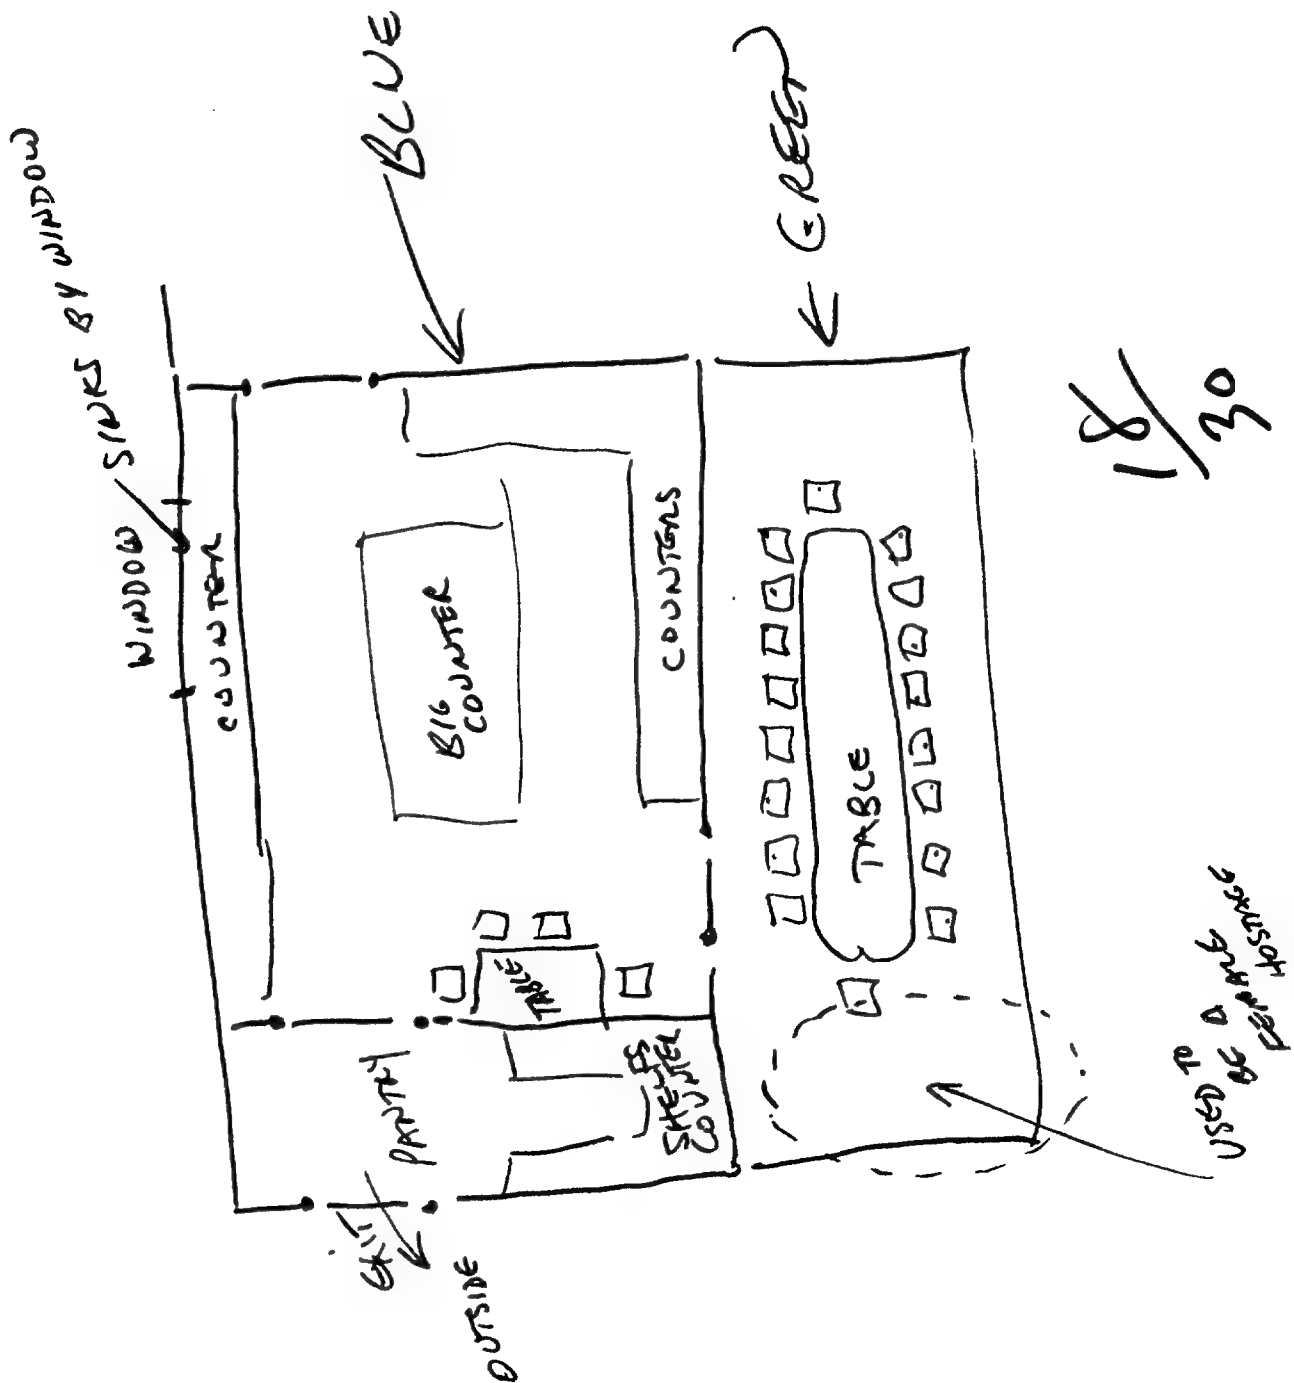 SINKS BY WINDOW
WINDOW
COUNTER
BLUE
BIG
COUNTER
COUNTERS
GREEN
TABLE
TABLE
PANTRY
SHELFS
COUNTER
EXIT
OUTSIDE
18/30
USED TO
BE A
FEMALE
HOSTAGE